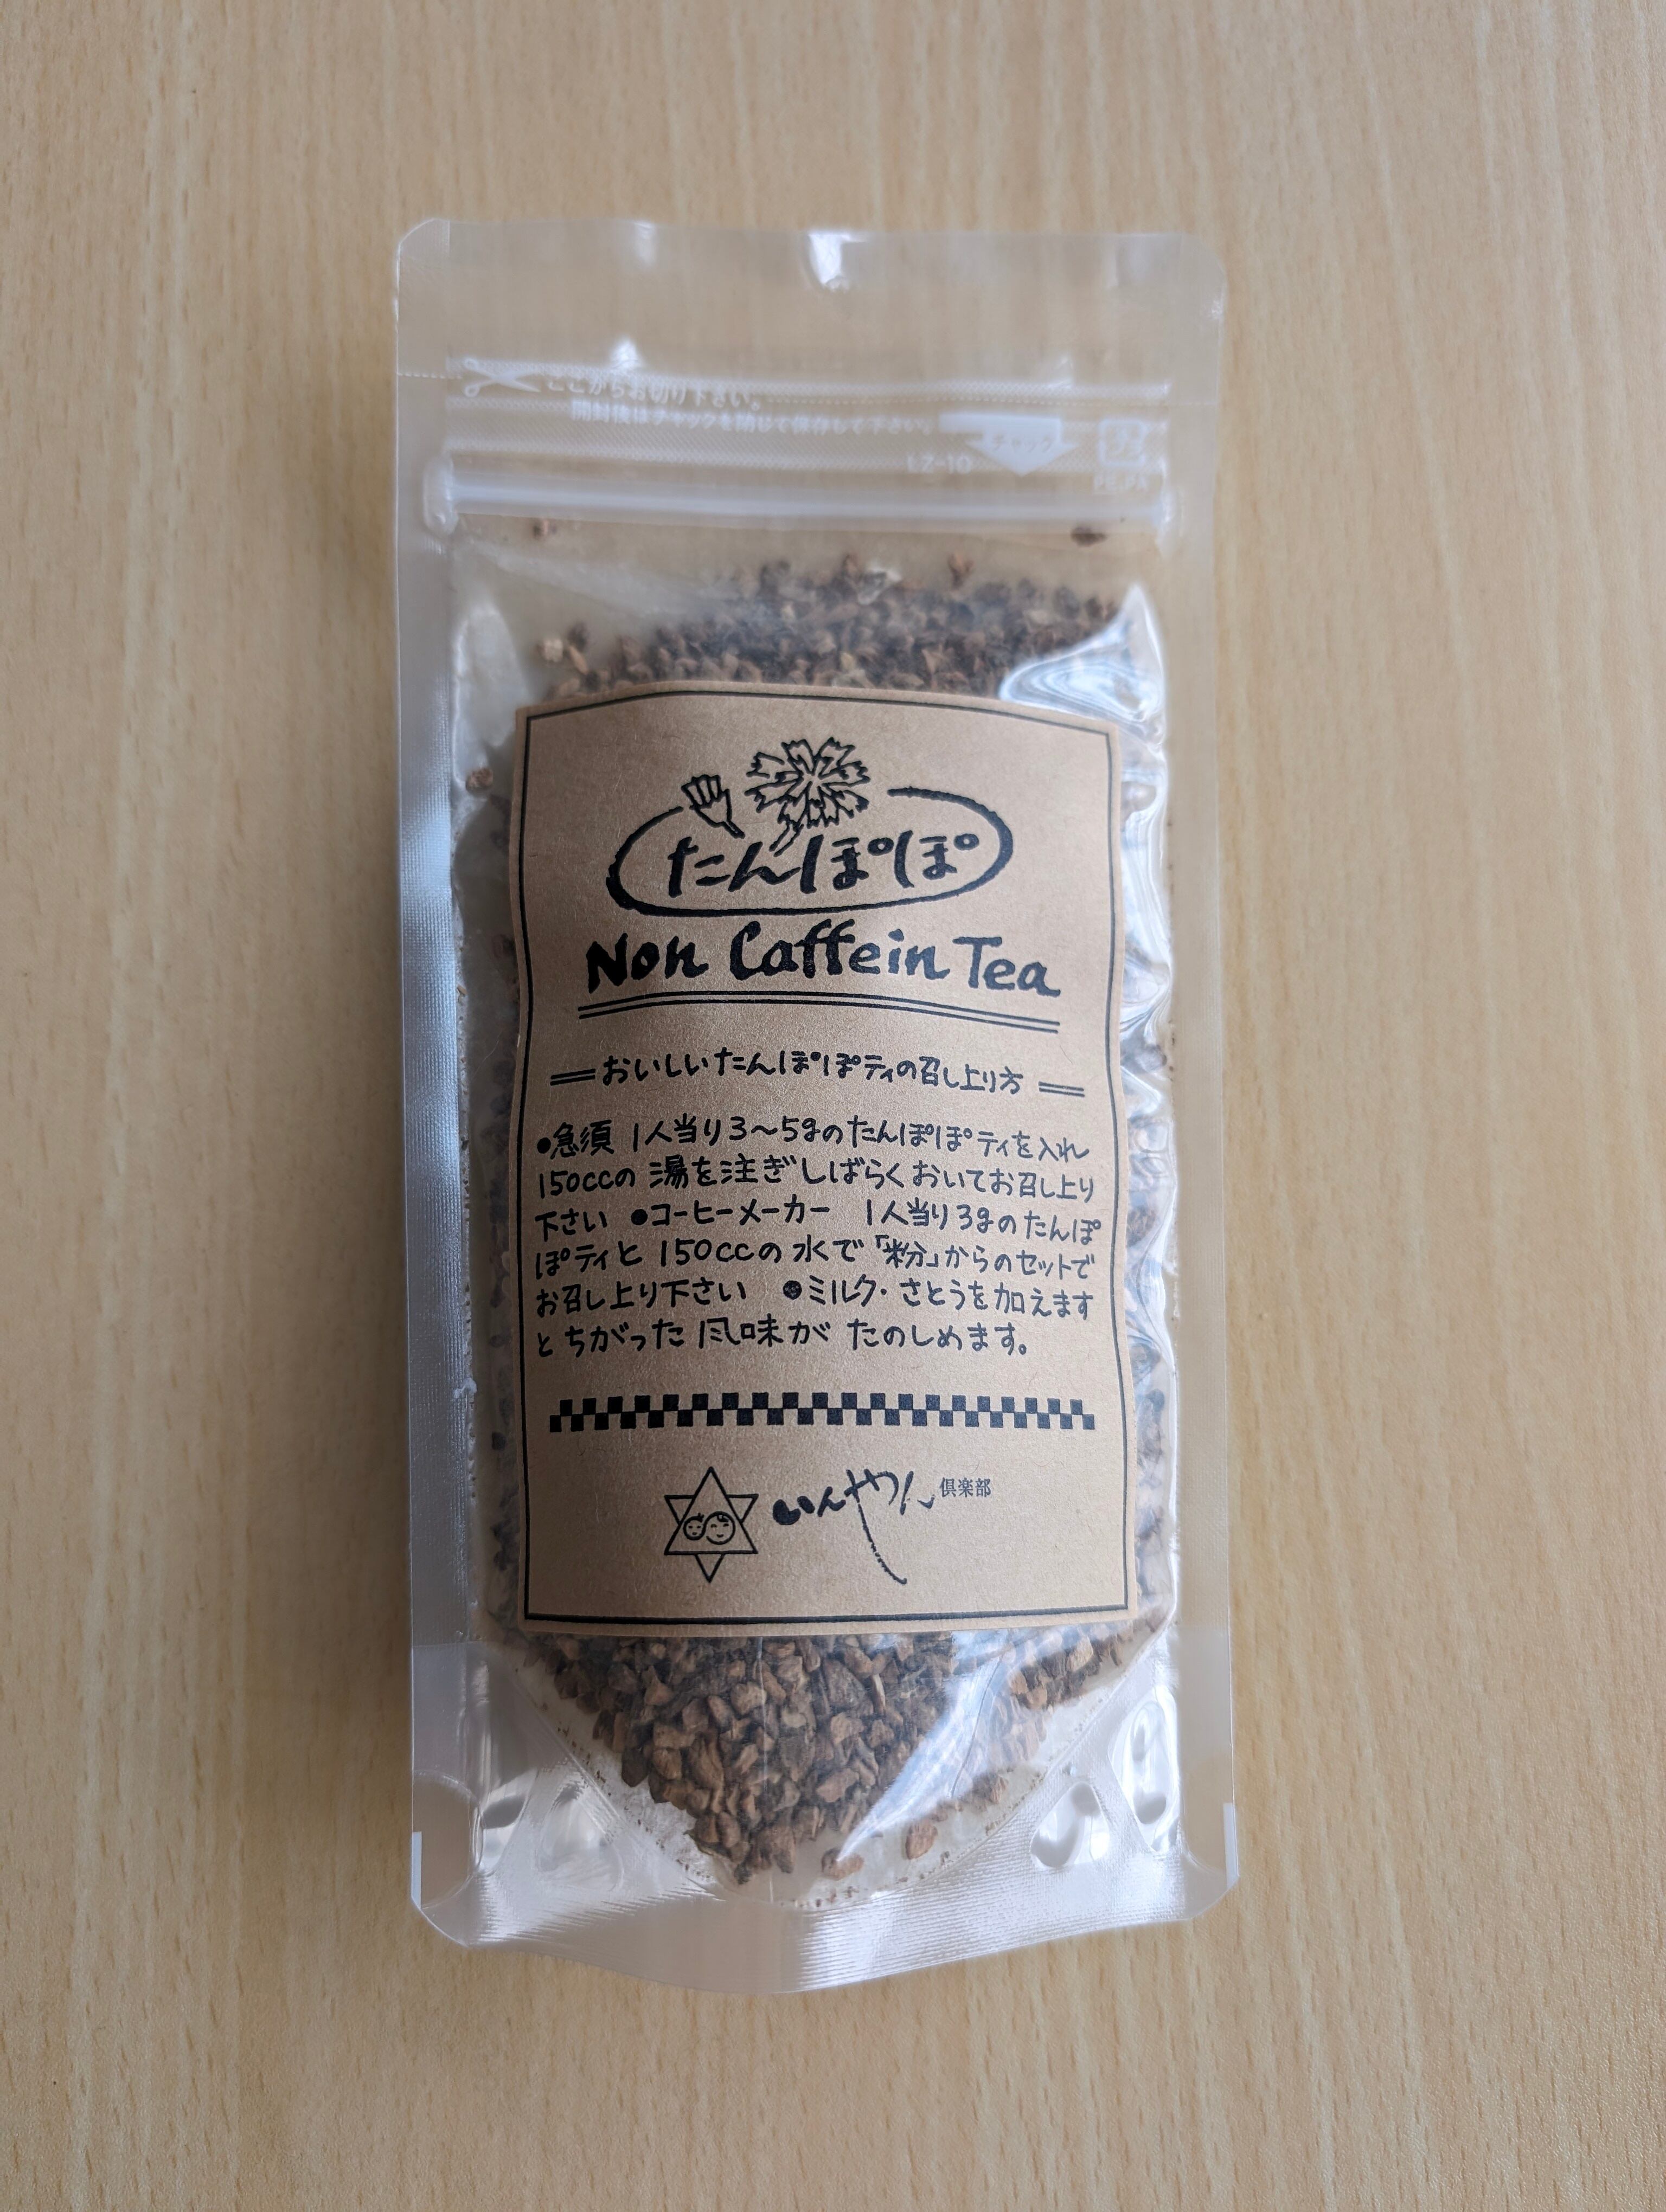 ここからお切り下さい。
開封後はチャックを閉じて保存して下さい。
チャック
LZ-10
プラ
PE,PA
たんぽぽ
Non Caffein Tea
おいしいたんぽぽティの召し上り方
●急須 1人当り3〜5gのたんぽぽティを入れ
150ccの湯を注ぎしばらくおいてお召し上り
下さい ●コーヒーメーカー 1人当り3gのたんぽ
ぽティと150ccの水で「粉」からのセットで
お召し上り下さい ●ミルク・さとうを加えます
とちがった風味がたのしめます。
いんやん倶楽部